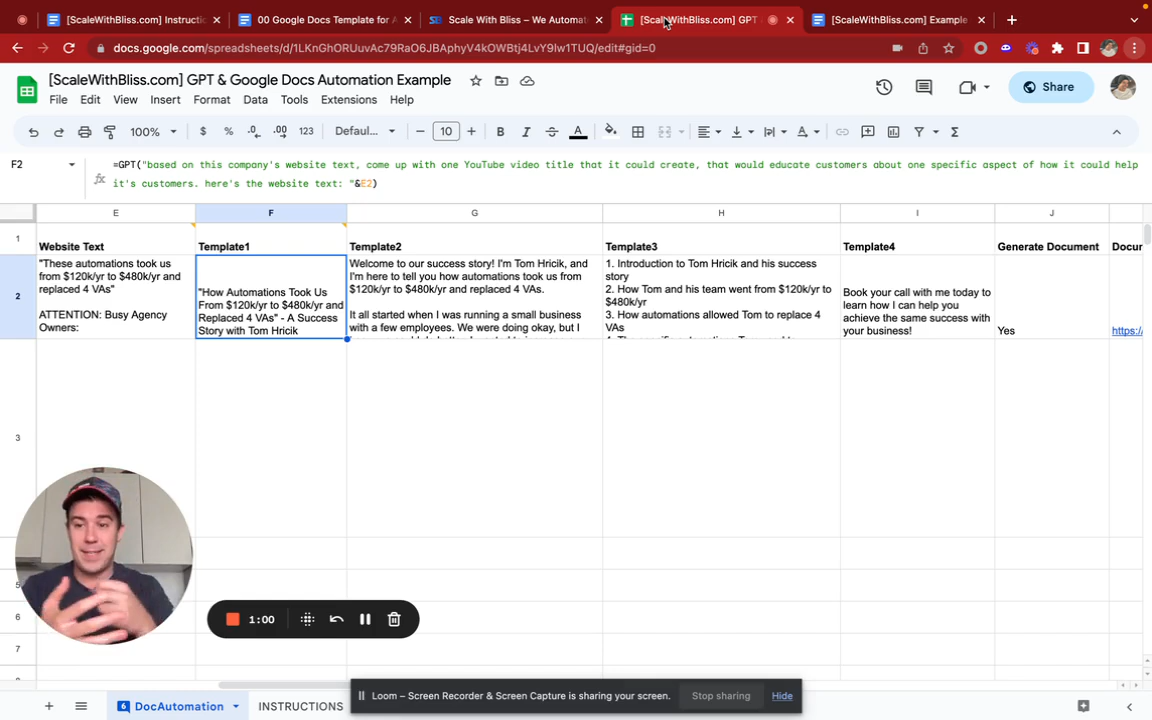 [ScaleWithBliss.com] Instructi
00 Google Docs Template for A
Scale With Bliss – We Automat
[ScaleWithBliss.com] GPT
[ScaleWithBliss.com] Example
docs.google.com/spreadsheets/d/1LKnGhORUuvAc79RaO6JBAphyV4kOWBtj4LvY9Iw1TUQ/edit#gid=0
[ScaleWithBliss.com] GPT & Google Docs Automation Example
File Edit View Insert Format Data Tools Extensions Help
Share
100% $ % .0 .00 123 Defaul... 10 B I S A
F2
=GPT("based on this company's website text, come up with one YouTube video title that it could create, that would educate customers about one specific aspect of how it could help
it's customers. here's the website text: "&E2)
E F G H I J
1
Website Text
Template1
Template2
Template3
Template4
Generate Document
Docur
2
"These automations took us
from $120k/yr to $480k/yr and
replaced 4 VAs"
ATTENTION: Busy Agency
Owners:
"How Automations Took Us
From $120k/yr to $480k/yr and
Replaced 4 VAs" - A Success
Story with Tom Hricik
Welcome to our success story! I'm Tom Hricik, and
I'm here to tell you how automations took us from
$120k/yr to $480k/yr and replaced 4 VAs.
It all started when I was running a small business
with a few employees. We were doing okay, but I
1. Introduction to Tom Hricik and his success
story
2. How Tom and his team went from $120k/yr to
$480k/yr
3. How automations allowed Tom to replace 4
VAs
Book your call with me today to
learn how I can help you
achieve the same success with
your business!
Yes
https:/
3
5
6
7
1:00
Loom – Screen Recorder & Screen Capture is sharing your screen.
Stop sharing
Hide
6 DocAutomation
INSTRUCTIONS